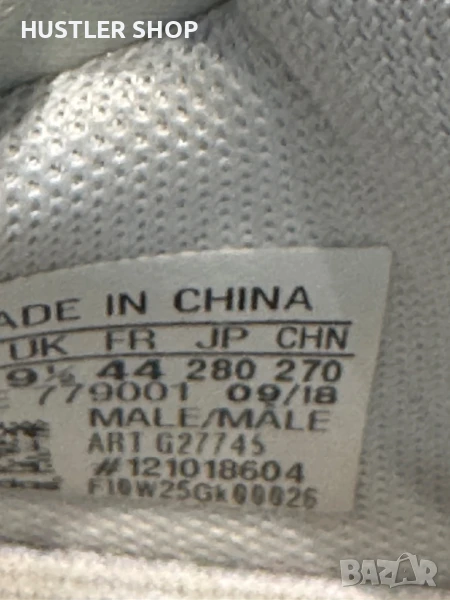 HUSTLER SHOP
ADE IN CHINA
UK FR JP CHN
9½ 44 280 270
779001 09/18
MALE/MALE
ART G27745
#121018604
F10W25Gk00026
bazar